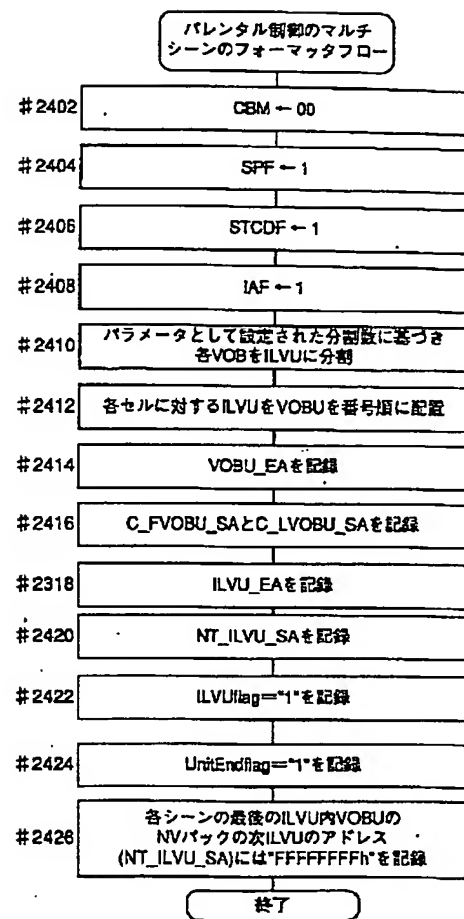 パレンタル制御のマルチ
シーンのフォーマッタフロー
#2402
CBM ← 00
#2404
SPF ← 1
#2406
STCDF ← 1
#2408
IAF ← 1
#2410
パラメータとして設定された分割数に基づき
各VOBをILVUに分割
#2412
各セルに対するILVUをVOBUを番号順に配置
#2414
VOBU_EAを記録
#2416
C_FVOBU_SAとC_LVOBU_SAを記録
#2318
ILVU_EAを記録
#2420
NT_ILVU_SAを記録
#2422
ILVUflag="1"を記録
#2424
UnitEndflag="1"を記録
#2426
各シーンの最後のILVU内VOBUの
NVパックの次ILVUのアドレス
(NT_ILVU_SA)には"FFFFFFFFh"を記録
終了